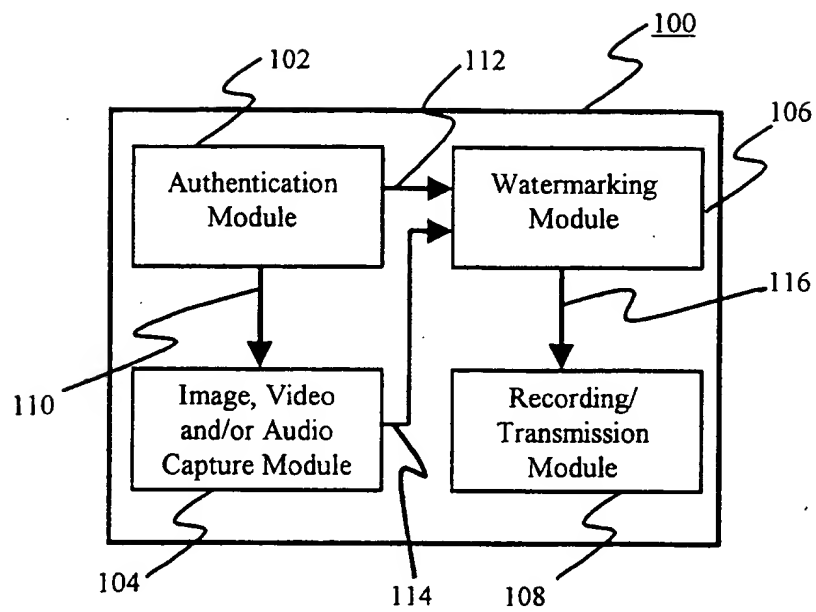 100
102
112
106
Authentication
Module
Watermarking
Module
116
110
Image, Video
and/or Audio
Capture Module
Recording/
Transmission
Module
104
114
108